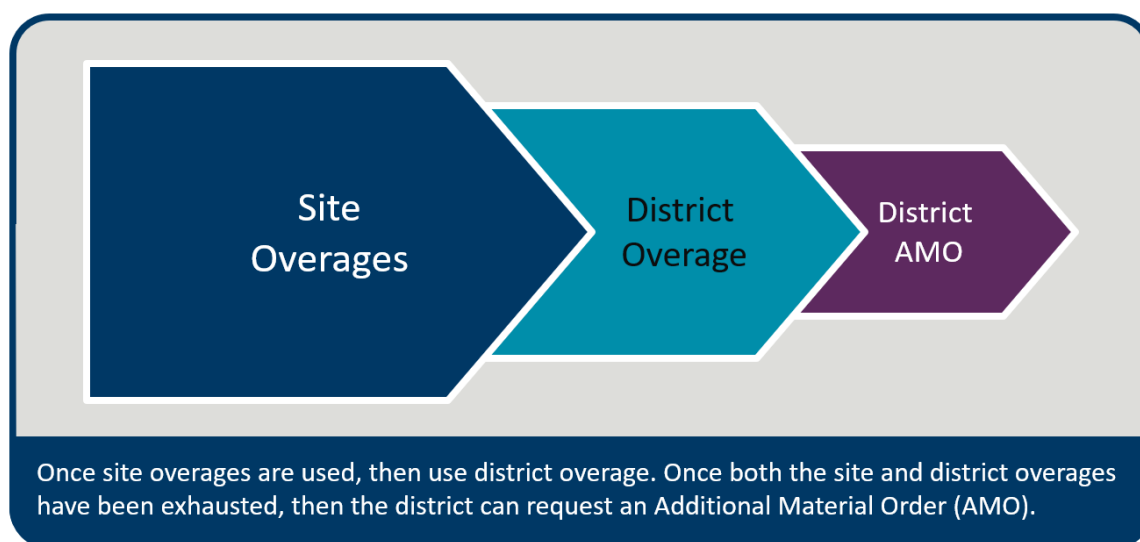 Site
Overages
District
Overage
District
AMO
Once site overages are used, then use district overage. Once both the site and district overages
have been exhausted, then the district can request an Additional Material Order (AMO).